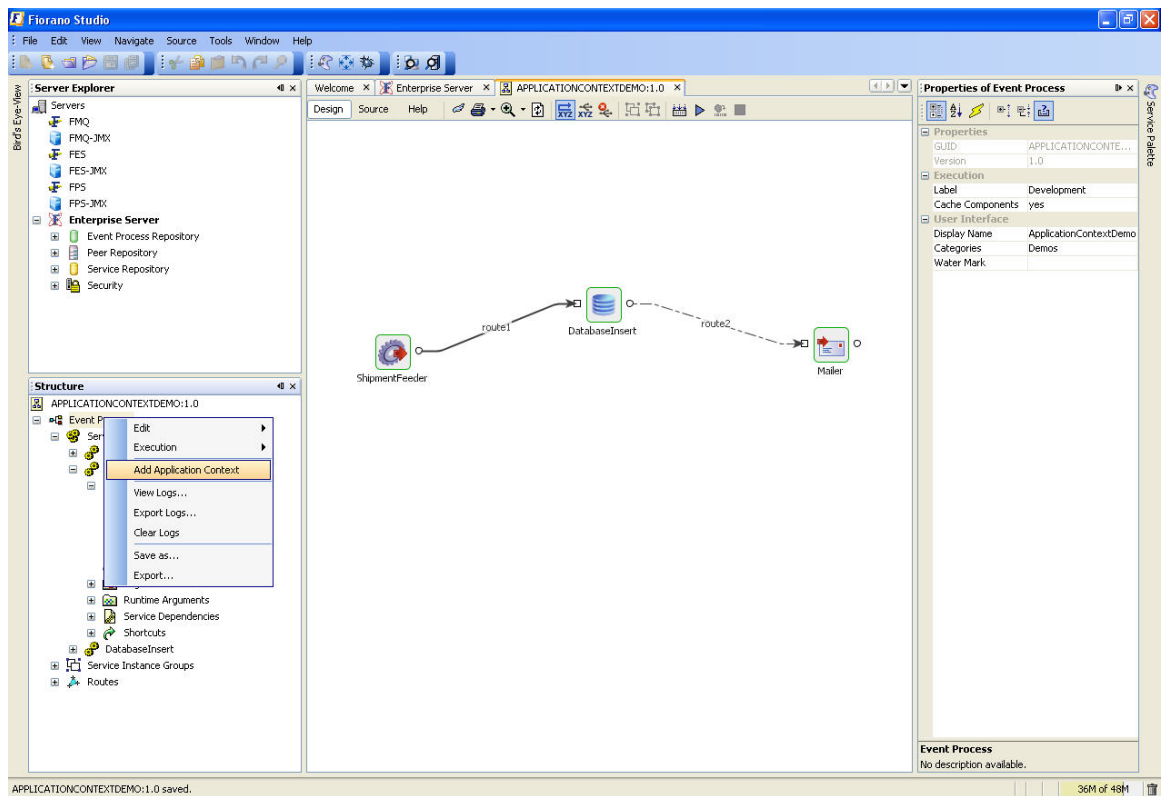 Fiorano Studio
File Edit View Navigate Source Tools Window Help
Bird's Eye-View
Server Explorer
Servers
FMQ
FMQ-JMX
FES
FES-JMX
FPS
FPS-JMX
Enterprise Server
Event Process Repository
Peer Repository
Service Repository
Security
Structure
APPLICATIONCONTEXTDEMO:1.0
Event P
Ser
Edit
Execution
Add Application Context
View Logs...
Export Logs...
Clear Logs
Save as...
Export...
Runtime Arguments
Service Dependencies
Shortcuts
DatabaseInsert
Service Instance Groups
Routes
Welcome Enterprise Server APPLICATIONCONTEXTDEMO:1.0
Design Source Help
XYZ XYZ
ShipmentFeeder
route1
DatabaseInsert
route2
Mailer
Properties of Event Process
Properties
GUID APPLICATIONCONTE...
Version 1.0
Execution
Label Development
Cache Components yes
User Interface
Display Name ApplicationContextDemo
Categories Demos
Water Mark
Event Process
No description available.
Service Palette
APPLICATIONCONTEXTDEMO:1.0 saved.
36M of 48M